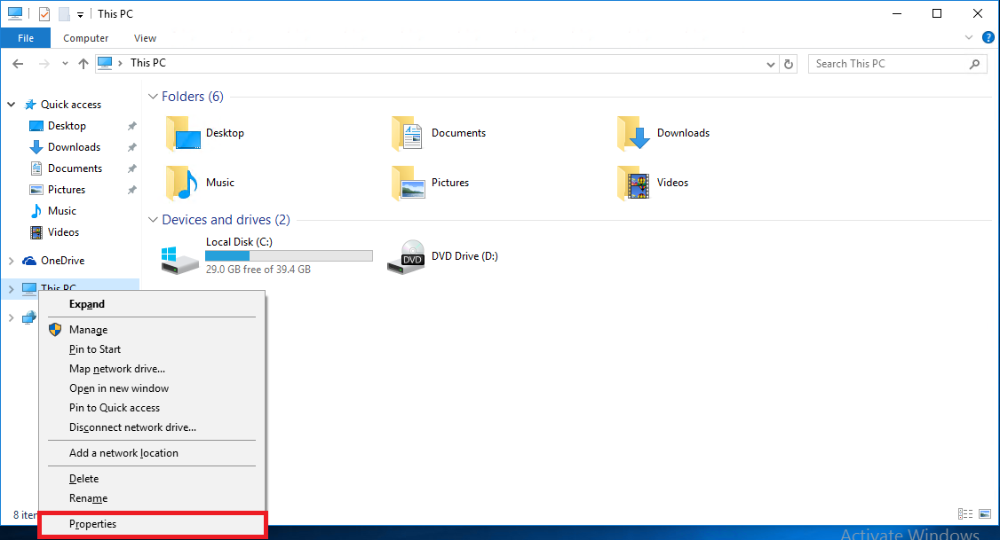 This PC
File Computer View
This PC
Search This PC
Quick access
Desktop
Downloads
Documents
Pictures
Music
Videos
OneDrive
This PC
Folders (6)
Desktop
Documents
Downloads
Music
Pictures
Videos
Devices and drives (2)
Local Disk (C:)
29.0 GB free of 39.4 GB
DVD
DVD Drive (D:)
Expand
Manage
Pin to Start
Map network drive...
Open in new window
Pin to Quick access
Disconnect network drive...
Add a network location
Delete
Rename
Properties
8 iter
Activate Windows